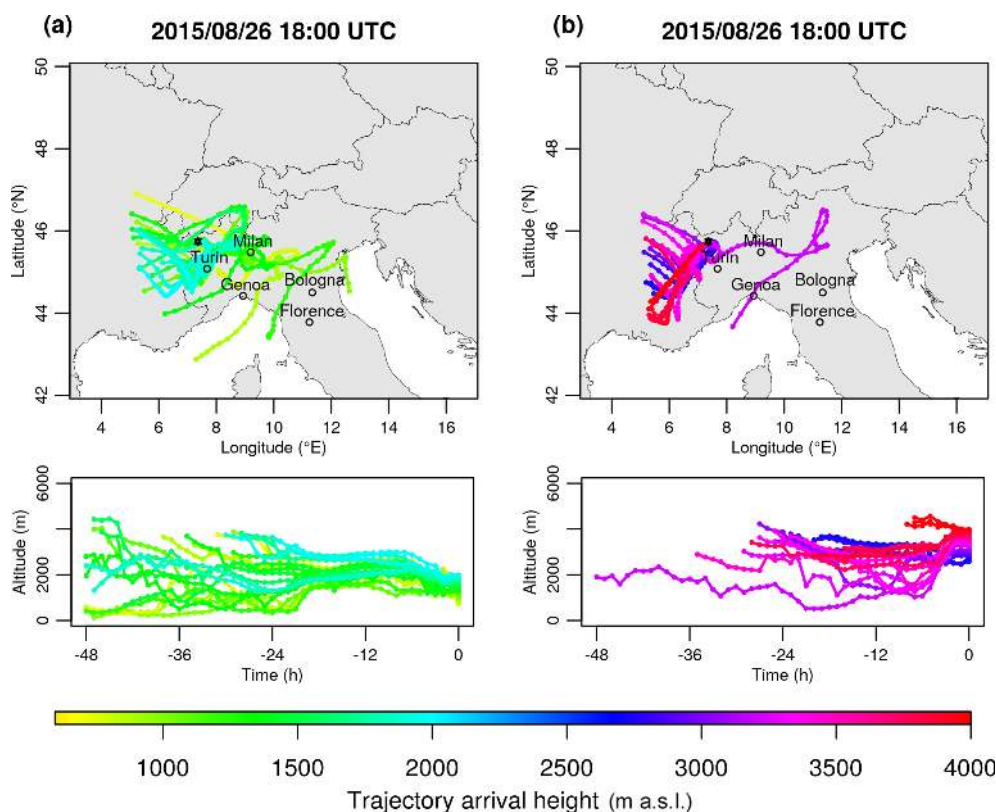 (a) 2015/08/26 18:00 UTC
Latitude (°N)
50
48
46
44
42
Milan
Turin
Genoa
Bologna
Florence
4 6 8 10 12 14 16
Longitude (°E)
Altitude (m)
6000
2000
0
-48 -36 -24 -12 0
Time (h)
(b) 2015/08/26 18:00 UTC
Latitude (°N)
50
48
46
44
42
Milan
urin
Genoa
Bologna
Florence
4 6 8 10 12 14 16
Longitude (°E)
Altitude (m)
6000
2000
0
-48 -36 -24 -12 0
Time (h)
1000 1500 2000 2500 3000 3500 4000
Trajectory arrival height (m a.s.l.)